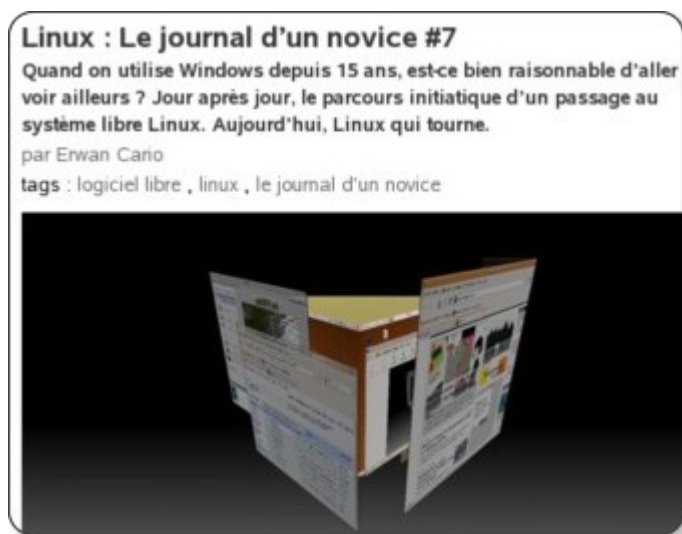 Linux : Le journal d'un novice #7
Quand on utilise Windows depuis 15 ans, est-ce bien raisonnable d'aller
voir ailleurs ? Jour après jour, le parcours initiatique d'un passage au
système libre Linux. Aujourd'hui, Linux qui tourne.
par Erwan Cario
tags : logiciel libre , linux , le journal d'un novice